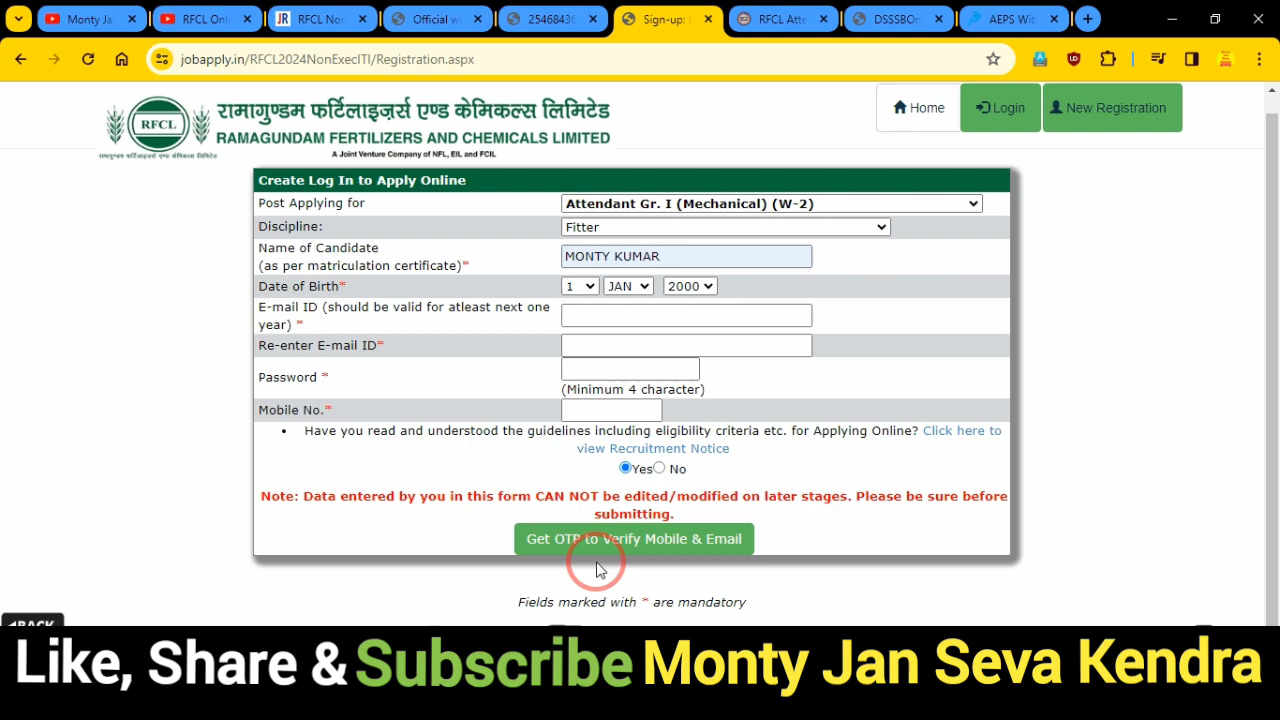 Monty Ja
RFCL Onl
RFCL Non
Official w
25468436
Sign-up:
RFCL Atte
DSSSBOn
AEPS Wit
jobapply.in/RFCL2024NonExecITI/Registration.aspx
RFCL
रामागुण्डम फर्टिलाइज़र्स एण्ड केमिकल्स लिमिटेड
RAMAGUNDAM FERTILIZERS AND CHEMICALS LIMITED
A Joint Venture Company of NFL, EIL and FCIL
Home
Login
New Registration
Create Log In to Apply Online
Post Applying for
Attendant Gr. I (Mechanical) (W-2)
Discipline:
Fitter
Name of Candidate
(as per matriculation certificate)*
MONTY KUMAR
Date of Birth*
1 JAN 2000
E-mail ID (should be valid for atleast next one
year) *
Re-enter E-mail ID*
Password *
(Minimum 4 character)
Mobile No.*
• Have you read and understood the guidelines including eligibility criteria etc. for Applying Online? Click here to
view Recruitment Notice
Yes No
Note: Data entered by you in this form CAN NOT be edited/modified on later stages. Please be sure before
submitting.
Get OTP to Verify Mobile & Email
Fields marked with * are mandatory
BACK
Like, Share & Subscribe Monty Jan Seva Kendra